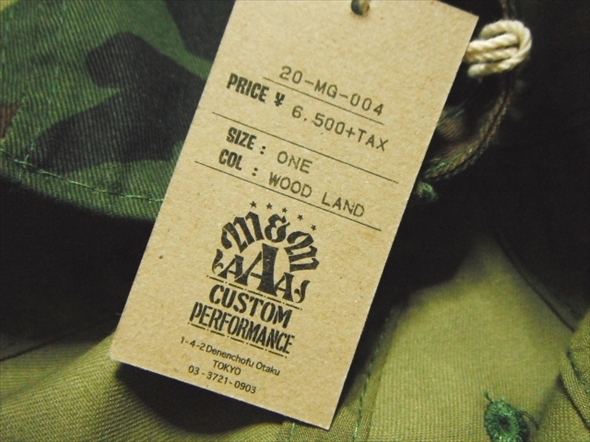 20-MG-004
PRICE ¥ 6,500+TAX
SIZE : ONE
COL : WOOD LAND
M&M
AAA
CUSTOM
PERFORMANCE
1-4-2 Denenchofu Otaku
TOKYO
03-3721-0903